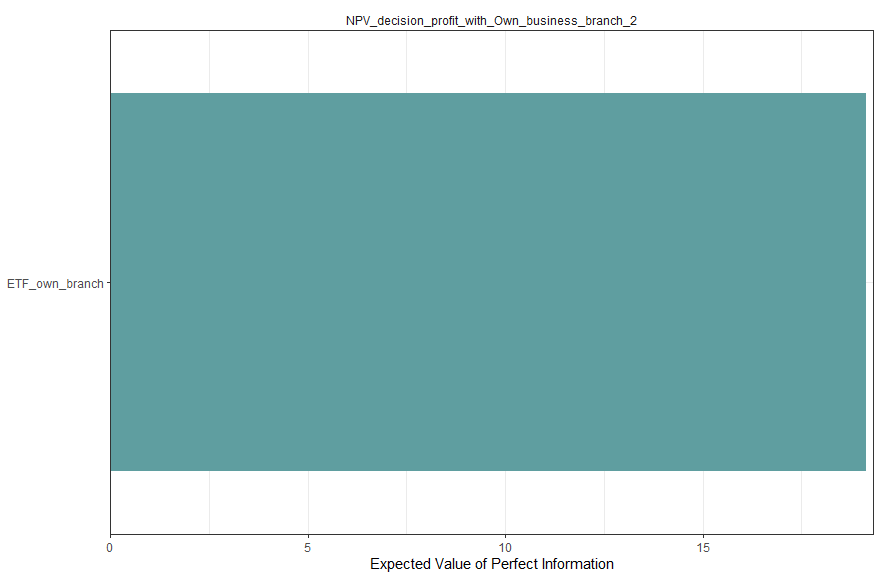 NPV_decision_profit_with_Own_business_branch_2
ETF_own_branch
0 5 10 15
Expected Value of Perfect Information